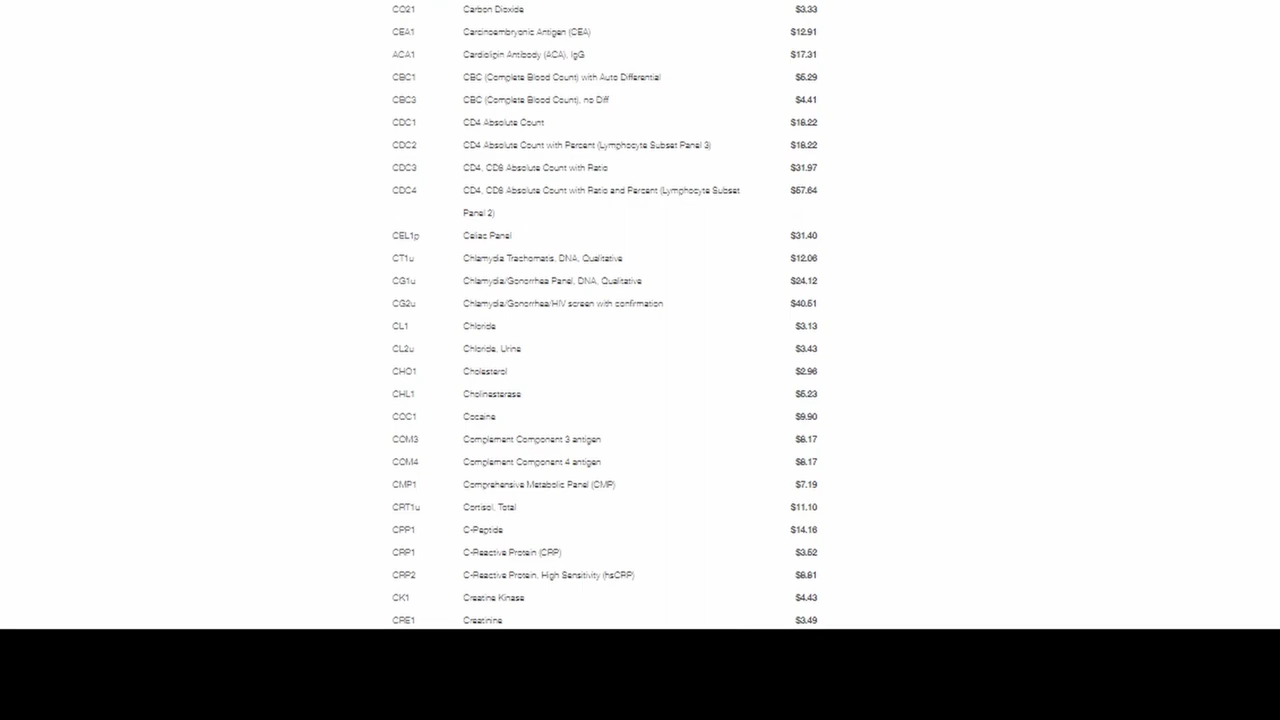 CO21 Carbon Dioxide $3.33
CEA1 Carcinoembryonic Antigen (CEA) $12.91
ACA1 Cardiolipin Antibody (ACA), IgG $17.31
CBC1 CBC (Complete Blood Count) with Auto Differential $5.29
CBC3 CBC (Complete Blood Count), no Diff $4.41
CDC1 CD4 Absolute Count $18.22
CDC2 CD4 Absolute Count with Percent (Lymphocyte Subset Panel 3) $18.22
CDC3 CD4, CD8 Absolute Count with Ratio $31.97
CDC4 CD4, CD8 Absolute Count with Ratio and Percent (Lymphocyte Subset $57.64
Panel 2)
CEL1p Celiac Panel $31.40
CT1u Chlamydia Trachomatis, DNA, Qualitative $12.06
CG1u Chlamydia/Gonorrhea Panel, DNA, Qualitative $24.12
CG2u Chlamydia/Gonorrhea/HIV screen with confirmation $40.51
CL1 Chloride $3.13
CL2u Chloride, Urine $3.43
CHO1 Cholesterol $2.96
CHL1 Cholinesterase $5.23
COC1 Cocaine $9.90
COM3 Complement Component 3 antigen $8.17
COM4 Complement Component 4 antigen $8.17
CMP1 Comprehensive Metabolic Panel (CMP) $7.19
CRT1u Cortisol, Total $11.10
CPP1 C-Peptide $14.16
CRP1 C-Reactive Protein (CRP) $3.52
CRP2 C-Reactive Protein, High Sensitivity (hsCRP) $8.81
CK1 Creatine Kinase $4.43
CRE1 Creatinine $3.49